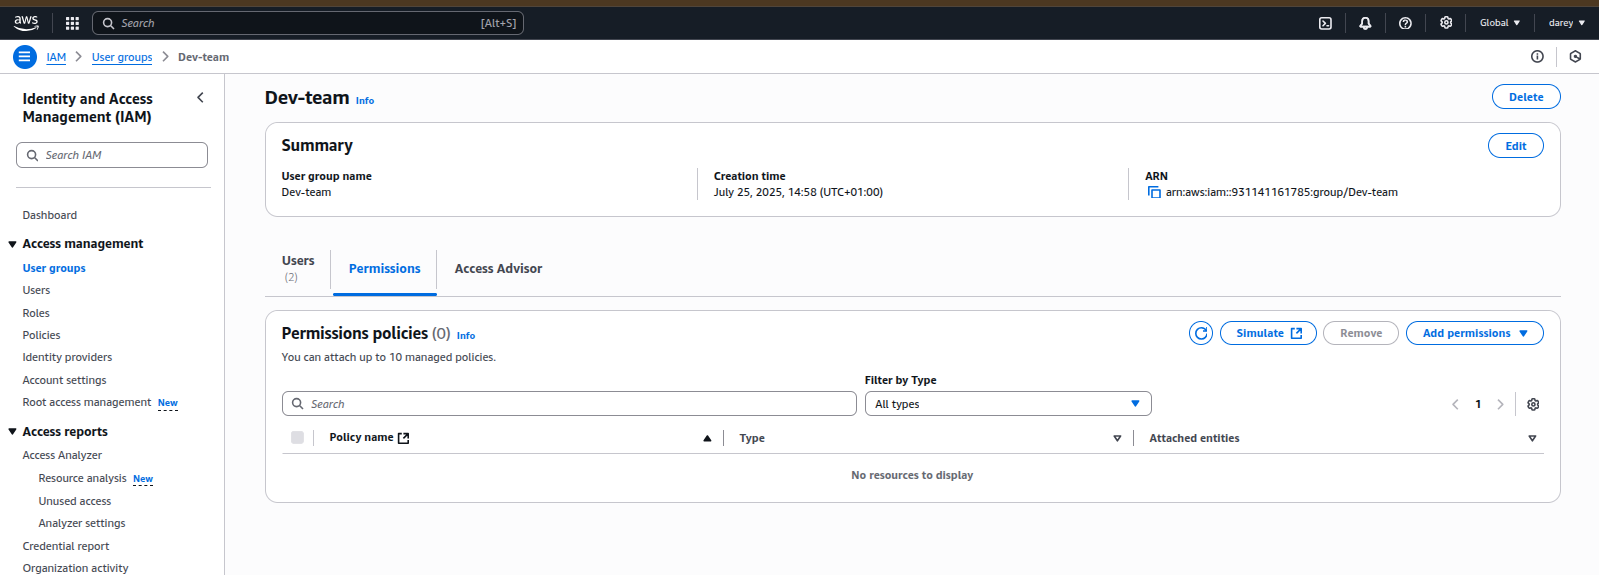 aws
Search [Alt+S]
Global
darey
IAM > User groups > Dev-team
Identity and Access
Management (IAM)
Search IAM
Dashboard
Access management
User groups
Users
Roles
Policies
Identity providers
Account settings
Root access management New
Access reports
Access Analyzer
Resource analysis New
Unused access
Analyzer settings
Credential report
Organization activity
Dev-team Info
Delete
Summary
Edit
User group name
Dev-team
Creation time
July 25, 2025, 14:58 (UTC+01:00)
ARN
arn:aws:iam::931141161785:group/Dev-team
Users
(2)
Permissions
Access Advisor
Permissions policies (0) Info
Simulate
Remove
Add permissions
You can attach up to 10 managed policies.
Filter by Type
Search
All types
1
Policy name
Type
Attached entities
No resources to display